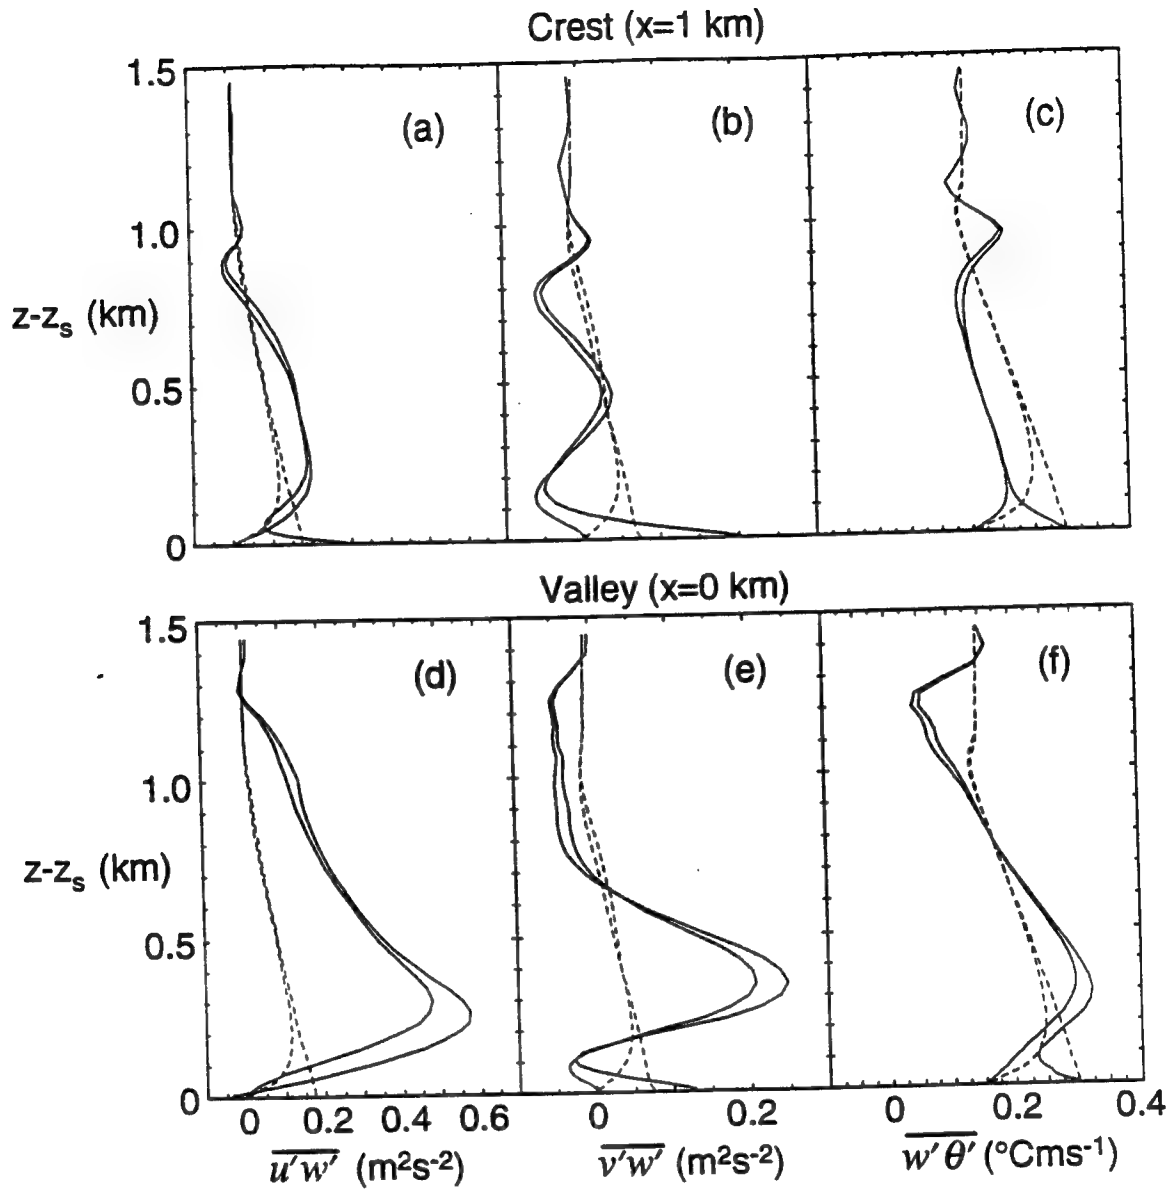 Crest (x=1 km)
1.5
(a)
(b)
(c)
1.0
z-zs (km)
0.5
0
Valley (x=0 km)
1.5
(d)
(e)
(f)
1.0
z-zs (km)
0.5
0
0 0.2 0.4 0.6 0 0.2 0 0.2 0.4
u'w' (m2s-2) v'w' (m2s-2) w'θ' (°Cms-1)